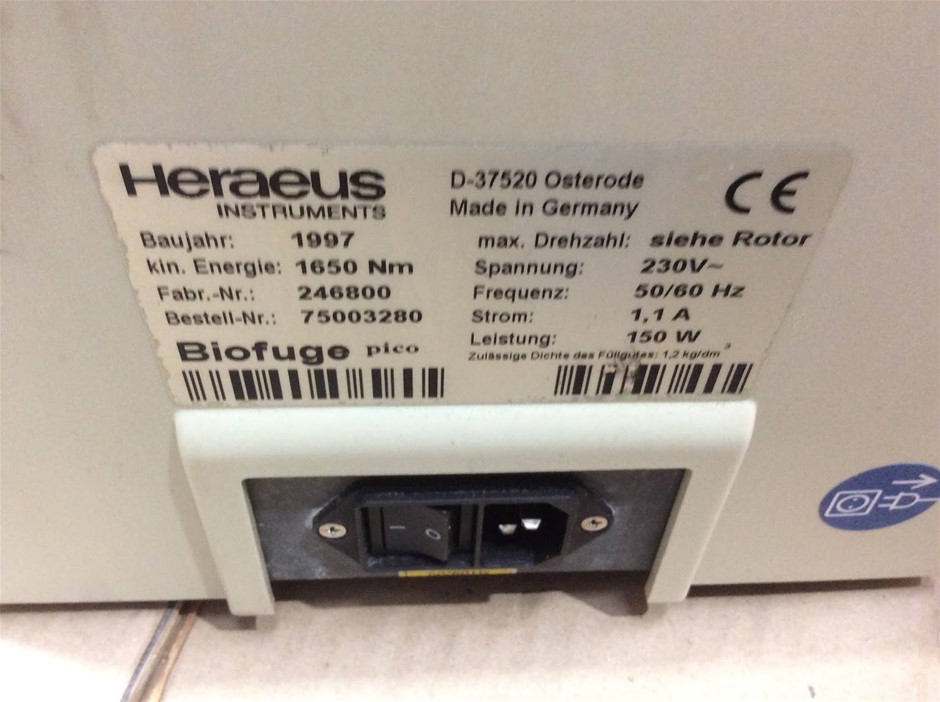 Heraeus
INSTRUMENTS
D-37520 Osterode
Made in Germany
CE
Baujahr: 1997
kin. Energie: 1650 Nm
Fabr.-Nr.: 246800
Bestell-Nr.: 75003280
Biofuge pico
max. Drehzahl: siehe Rotor
Spannung: 230V~
Frequenz: 50/60 Hz
Strom: 1,1 A
Leistung: 150 W
Zulässige Dichte des Füllgutes: 1,2 kg/dm³
I O